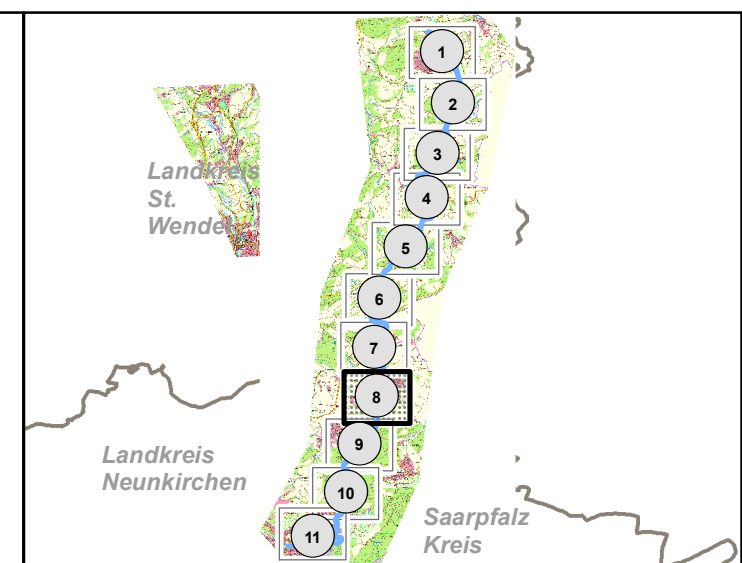 1
2
3
Landkreis
St.
Wendel
4
5
6
7
8
9
Landkreis
Neunkirchen
10
Saarpfalz
Kreis
11